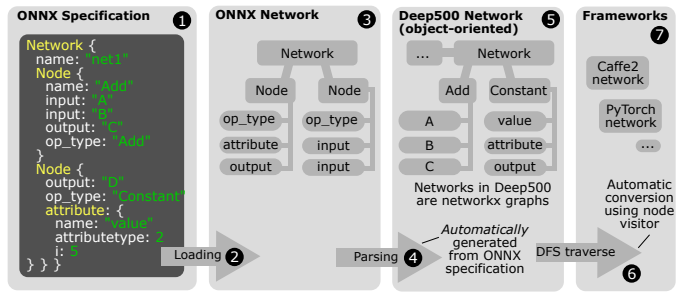 ONNX Specification
1
Network {
name: "net1"
Node {
name: "Add"
input: "A"
input: "B"
output: "C"
op_type: "Add"
}
Node {
output: "D"
op_type: "Constant"
attribute: {
name: "value"
attributetype: 2
i: 5
} } }
Loading 2
ONNX Network
3
Network
Node Node
op_type op_type
attribute input
output input
Parsing 4
Deep500 Network
(object-oriented)
5
... Network
Add Constant
A value
B attribute
C output
Networks in Deep500
are networkx graphs
Automatically
generated
from ONNX
specification
DFS traverse
6
Frameworks
7
Caffe2
network
PyTorch
network
...
Automatic
conversion
using node
visitor